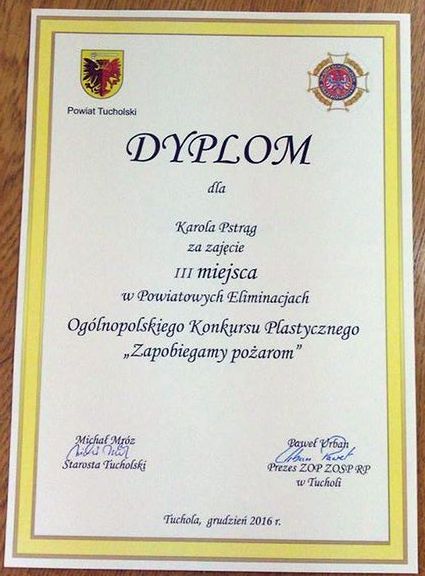 Powiat Tucholski
DYPLOM
dla
Karola Pstrąg
za zajęcie
III miejsca
w Powiatowych Eliminacjach
Ogólnopolskiego Konkursu Plastycznego
„Zapobiegamy pożarom”
Michał Mróz
Starosta Tucholski
Paweł Urban
Prezes ZOP ZOSP RP
w Tucholi
Tuchola, grudzień 2016 r.